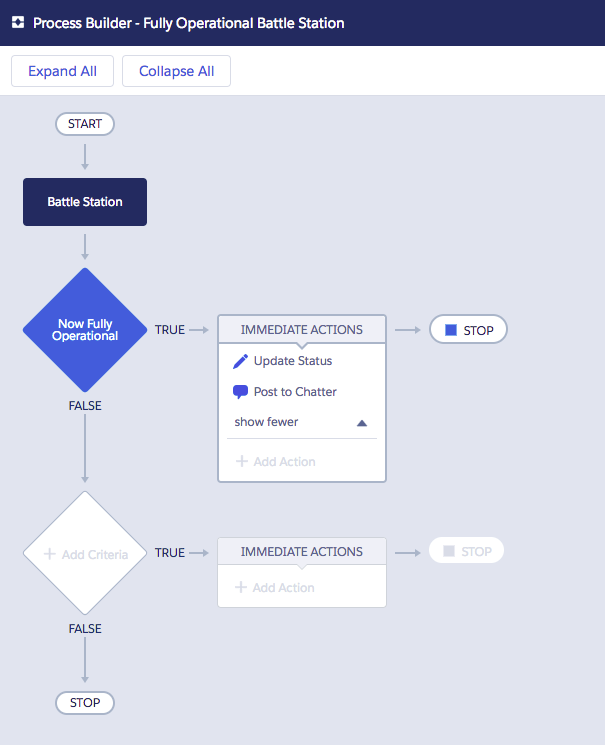 Process Builder - Fully Operational Battle Station
Expand All
Collapse All
START
Battle Station
Now Fully
Operational
TRUE
IMMEDIATE ACTIONS
STOP
Update Status
Post to Chatter
show fewer
+ Add Action
FALSE
+ Add Criteria
TRUE
IMMEDIATE ACTIONS
STOP
+ Add Action
FALSE
STOP